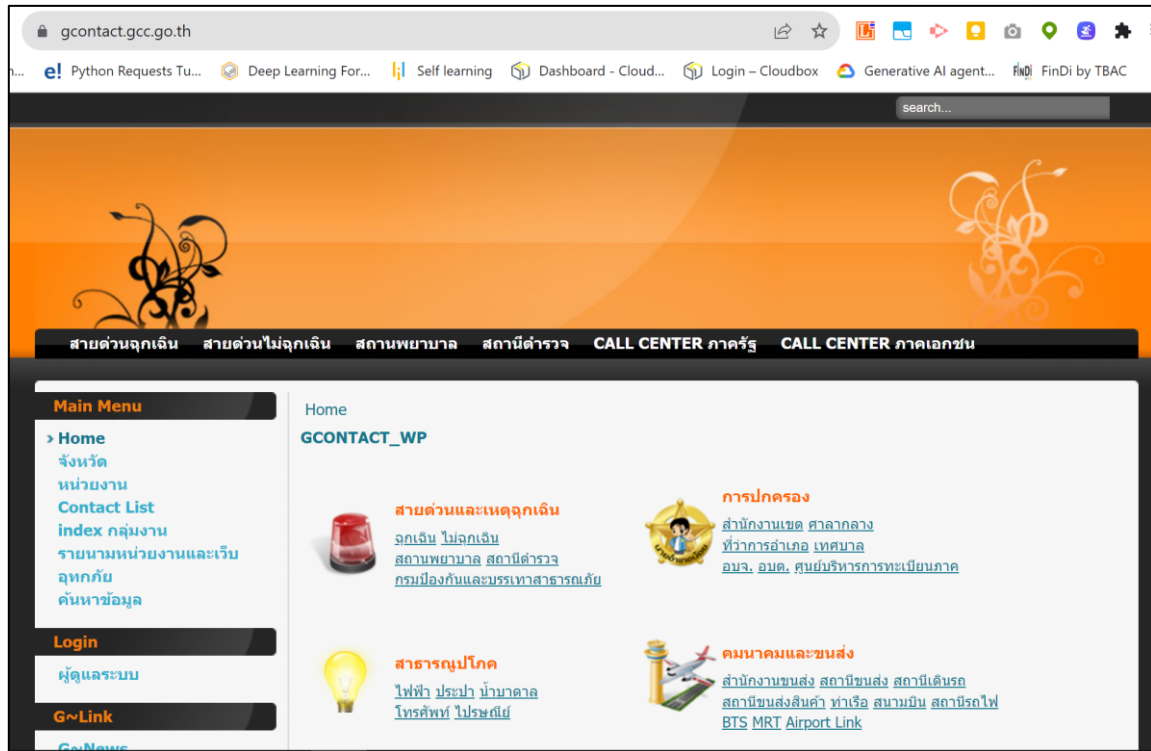 gcontact.gcc.go.th
Python Requests Tu... Deep Learning For... Self learning Dashboard - Cloud... Login – Cloudbox Generative AI agent... FinDi FinDi by TBAC
search...
สายด่วนฉุกเฉิน สายด่วนไม่ฉุกเฉิน สถานพยาบาล สถานีตำรวจ CALL CENTER ภาครัฐ CALL CENTER ภาคเอกชน
Main Menu
Home
จังหวัด
หน่วยงาน
Contact List
index กลุ่มงาน
รายนามหน่วยงานและเว็บ
อุทกภัย
ค้นหาข้อมูล
Login
ผู้ดูแลระบบ
G~Link
G~News
Home
GCONTACT_WP
สายด่วนและเหตุฉุกเฉิน
ฉุกเฉิน ไม่ฉุกเฉิน
สถานพยาบาล สถานีตำรวจ
กรมป้องกันและบรรเทาสาธารณภัย
การปกครอง
สำนักงานเขต ศาลากลาง
ที่ว่าการอำเภอ เทศบาล
อบจ. อบต. ศูนย์บริหารการทะเบียนภาค
สาธารณูปโภค
ไฟฟ้า ประปา น้ำบาดาล
โทรศัพท์ ไปรษณีย์
คมนาคมและขนส่ง
สำนักงานขนส่ง สถานีขนส่ง สถานีเดินรถ
สถานีขนส่งสินค้า ท่าเรือ สนามบิน สถานีรถไฟ
BTS MRT Airport Link